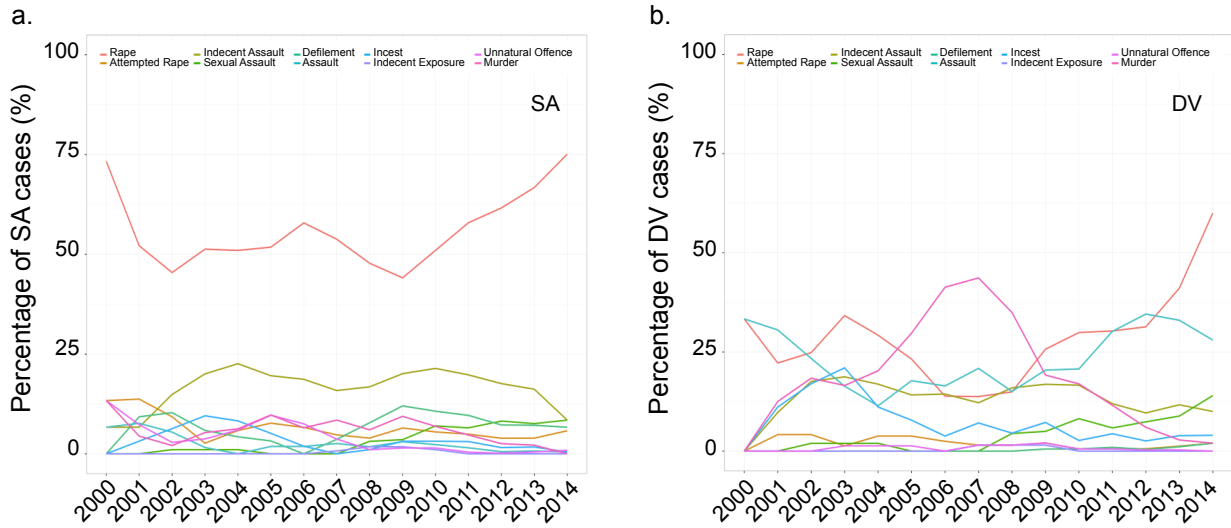 a.
Percentage of SA cases (%)
100
75
50
25
0
Rape Indecent Assault Defilement Incest Unnatural Offence
Attempted Rape Sexual Assault Assault Indecent Exposure Murder
SA
2000 2001 2002 2003 2004 2005 2006 2007 2008 2009 2010 2011 2012 2013 2014
b.
Percentage of DV cases (%)
100
75
50
25
0
Rape Indecent Assault Defilement Incest Unnatural Offence
Attempted Rape Sexual Assault Assault Indecent Exposure Murder
DV
2000 2001 2002 2003 2004 2005 2006 2007 2008 2009 2010 2011 2012 2013 2014